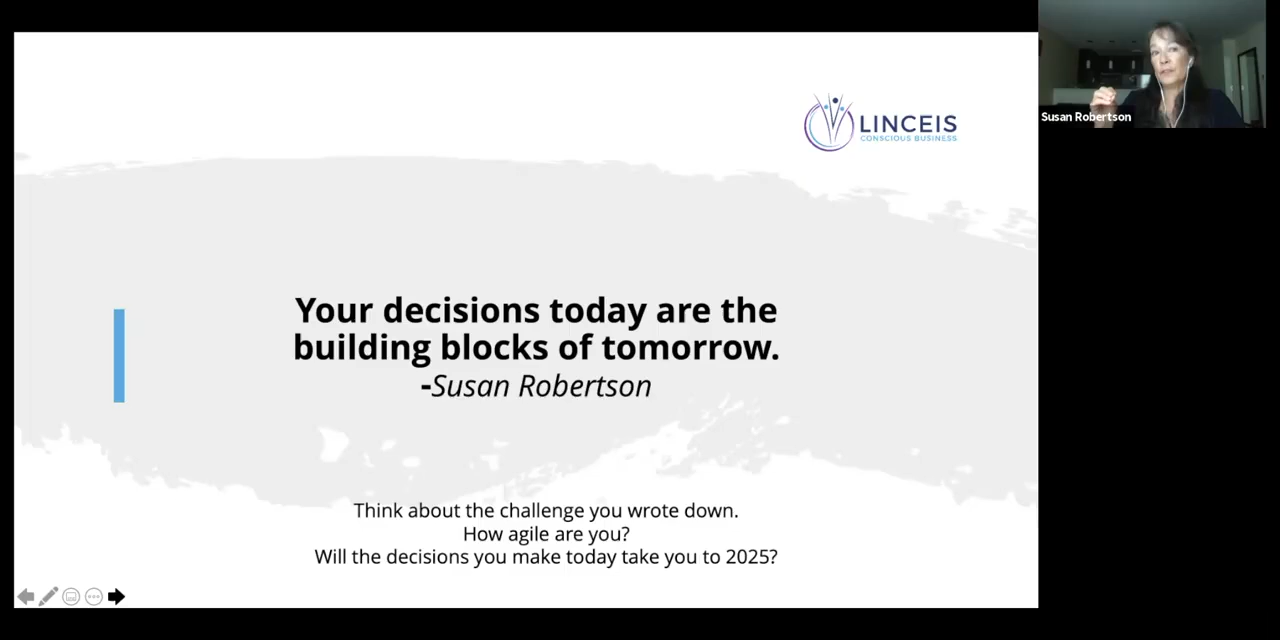 LINCEIS
CONSCIOUS BUSINESS
Susan Robertson
Your decisions today are the
building blocks of tomorrow.
-Susan Robertson
Think about the challenge you wrote down.
How agile are you?
Will the decisions you make today take you to 2025?